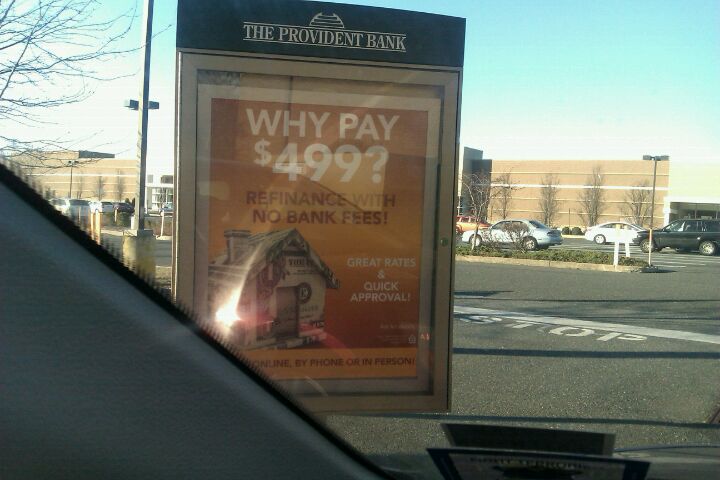 THE PROVIDENT BANK
WHY PAY
$499?
REFINANCE WITH
NO BANK FEES!
GREAT RATES
&
QUICK
APPROVAL!
ONLINE, BY PHONE OR IN PERSON!
STOP